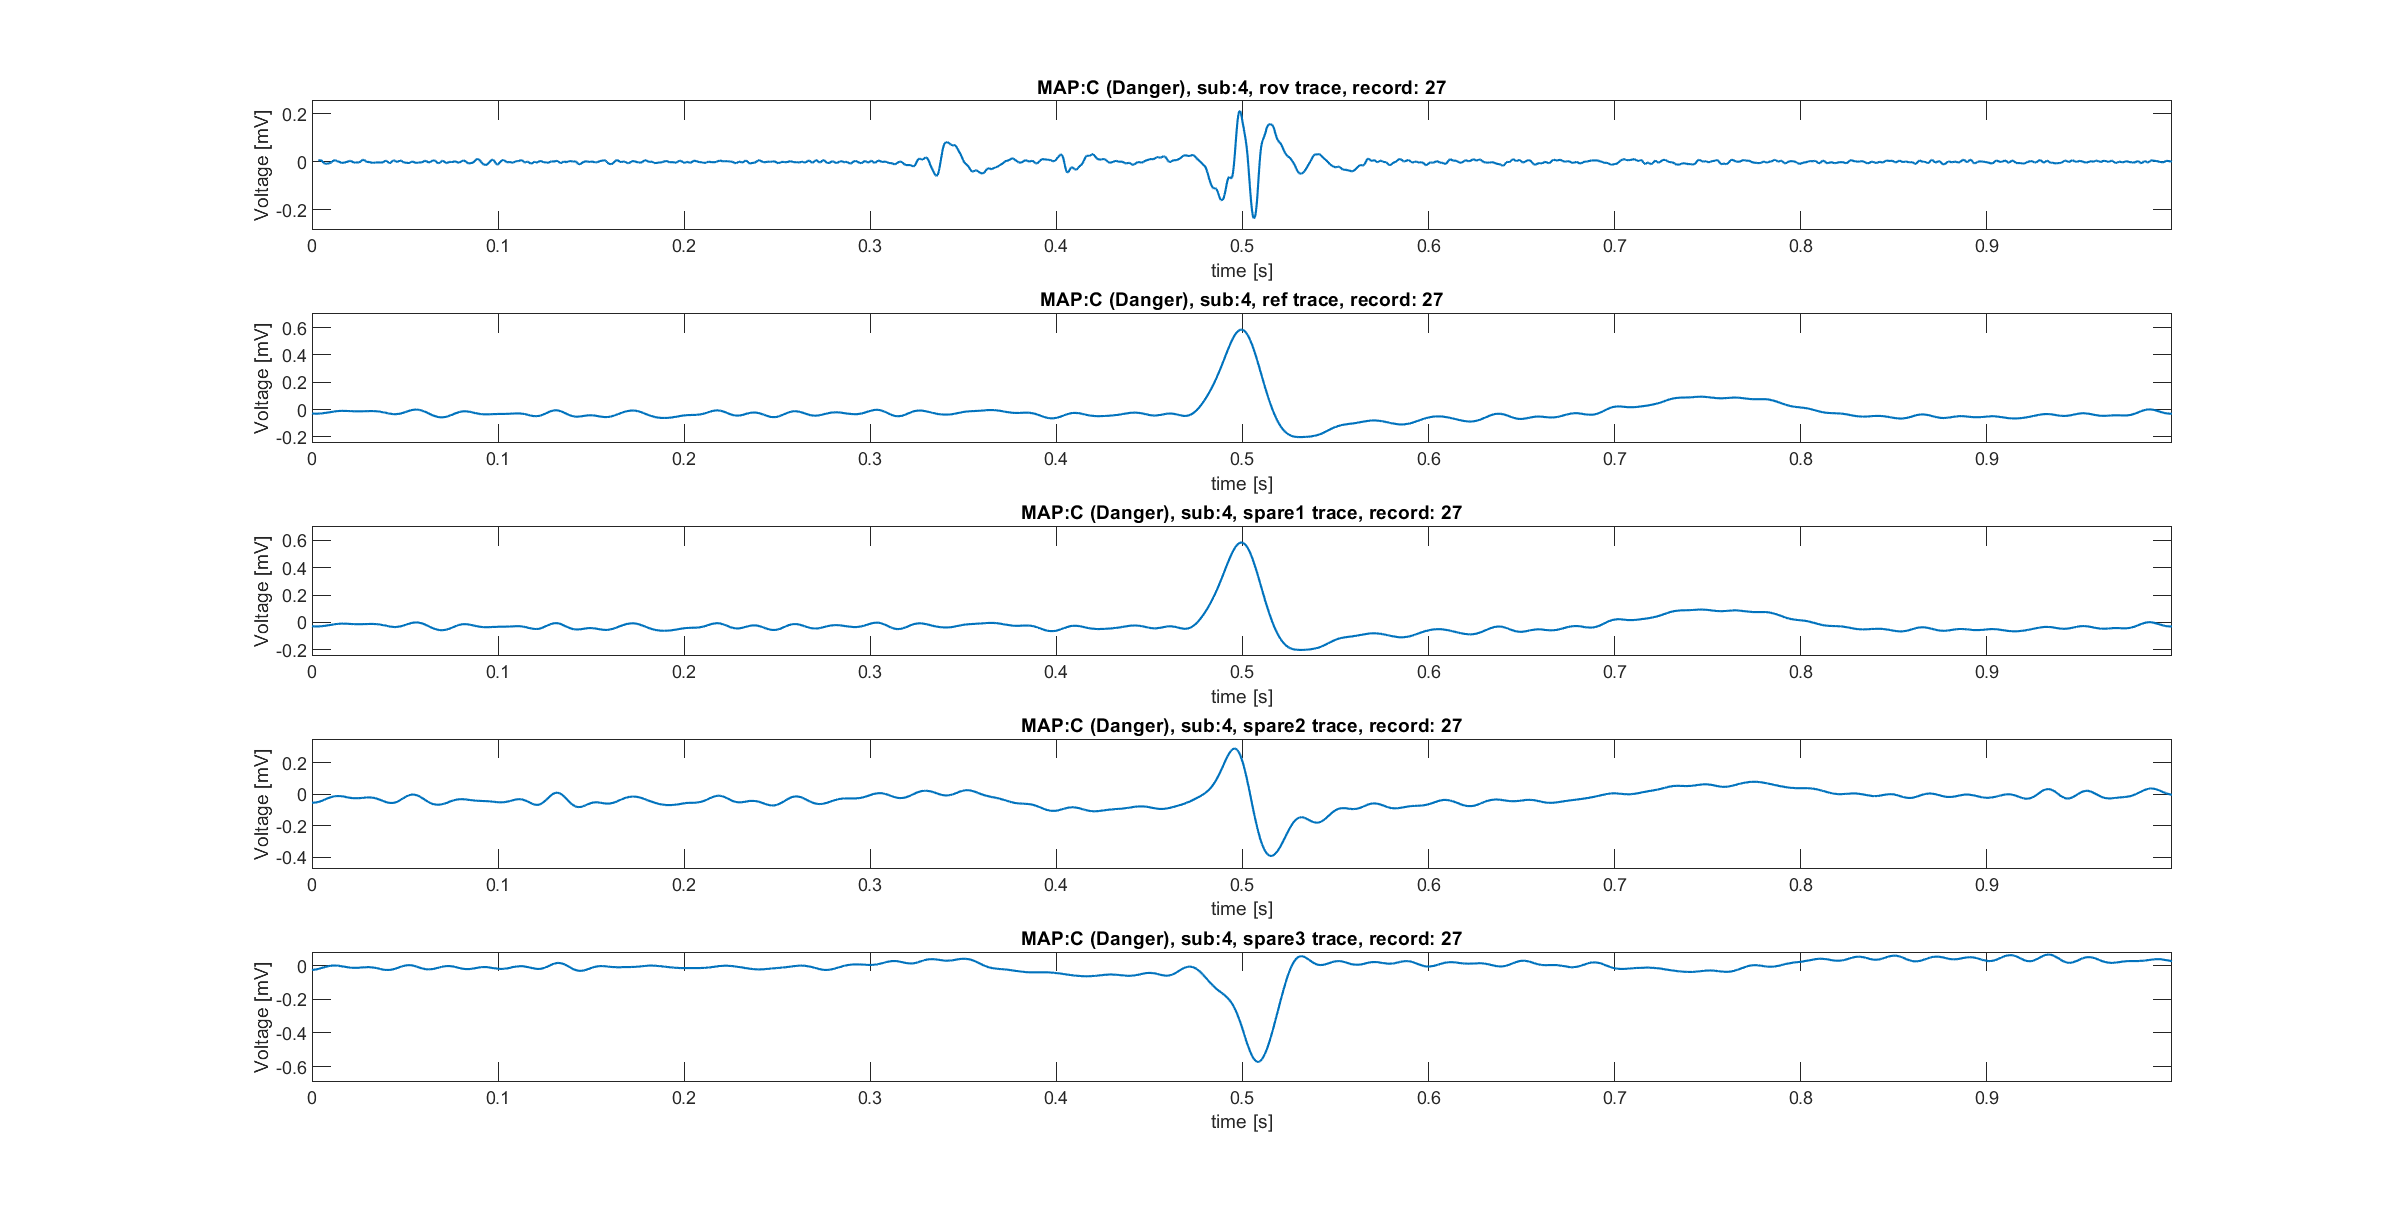 MAP:C (Danger), sub:4, rov trace, record: 27
Voltage [mV]
0.2
0
-0.2
0 0.1 0.2 0.3 0.4 0.5 0.6 0.7 0.8 0.9
time [s]
MAP:C (Danger), sub:4, ref trace, record: 27
Voltage [mV]
0.6
0.4
0.2
0
-0.2
0 0.1 0.2 0.3 0.4 0.5 0.6 0.7 0.8 0.9
time [s]
MAP:C (Danger), sub:4, spare1 trace, record: 27
Voltage [mV]
0.6
0.4
0.2
0
-0.2
0 0.1 0.2 0.3 0.4 0.5 0.6 0.7 0.8 0.9
time [s]
MAP:C (Danger), sub:4, spare2 trace, record: 27
Voltage [mV]
0.2
0
-0.2
-0.4
0 0.1 0.2 0.3 0.4 0.5 0.6 0.7 0.8 0.9
time [s]
MAP:C (Danger), sub:4, spare3 trace, record: 27
Voltage [mV]
0
-0.2
-0.4
-0.6
0 0.1 0.2 0.3 0.4 0.5 0.6 0.7 0.8 0.9
time [s]